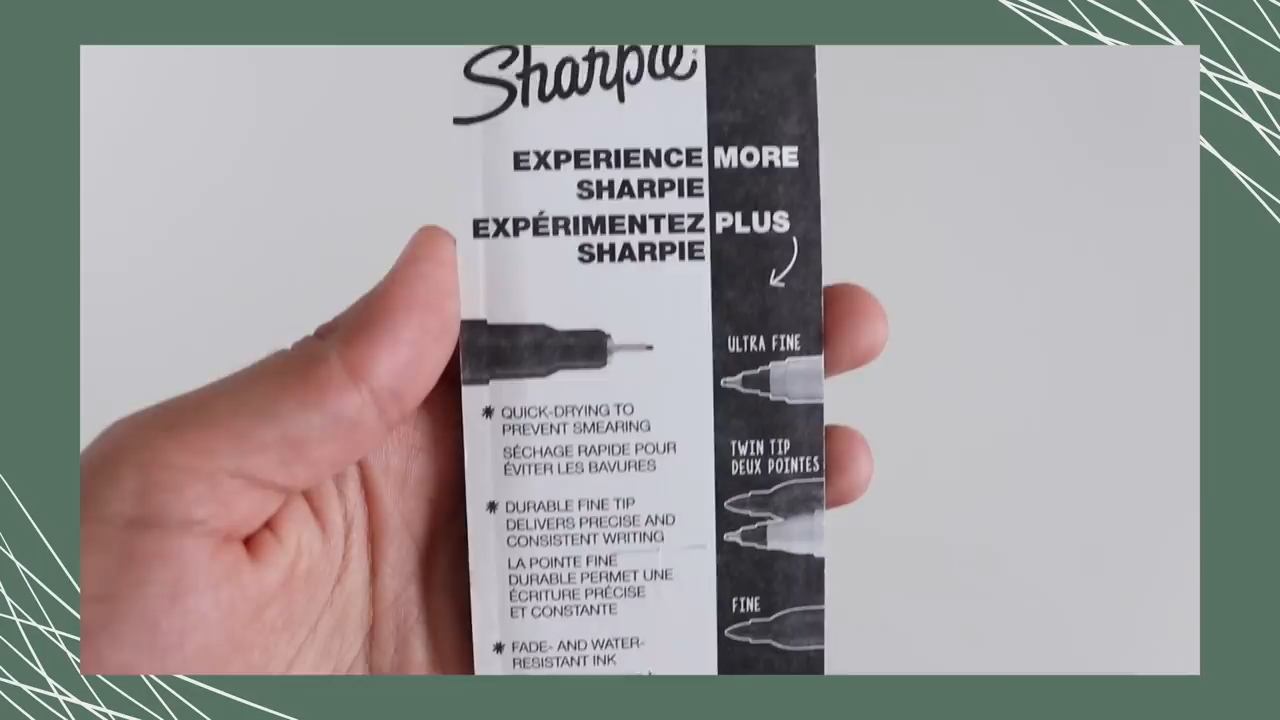 Sharpie
EXPERIENCE MORE
SHARPIE
EXPÉRIMENTEZ PLUS
SHARPIE
QUICK-DRYING TO
PREVENT SMEARING
SÉCHAGE RAPIDE POUR
ÉVITER LES BAVURES
DURABLE FINE TIP
DELIVERS PRECISE AND
CONSISTENT WRITING
LA POINTE FINE
DURABLE PERMET UNE
ÉCRITURE PRÉCISE
ET CONSTANTE
FADE- AND WATER-
RESISTANT INK
ULTRA FINE
TWIN TIP
DEUX POINTES
FINE